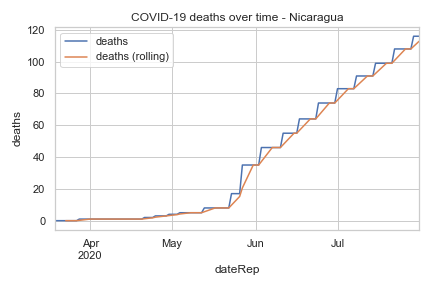 COVID-19 deaths over time - Nicaragua
deaths
deaths (rolling)
120
100
80
60
40
20
0
deaths
Apr
2020
May
Jun
Jul
dateRep